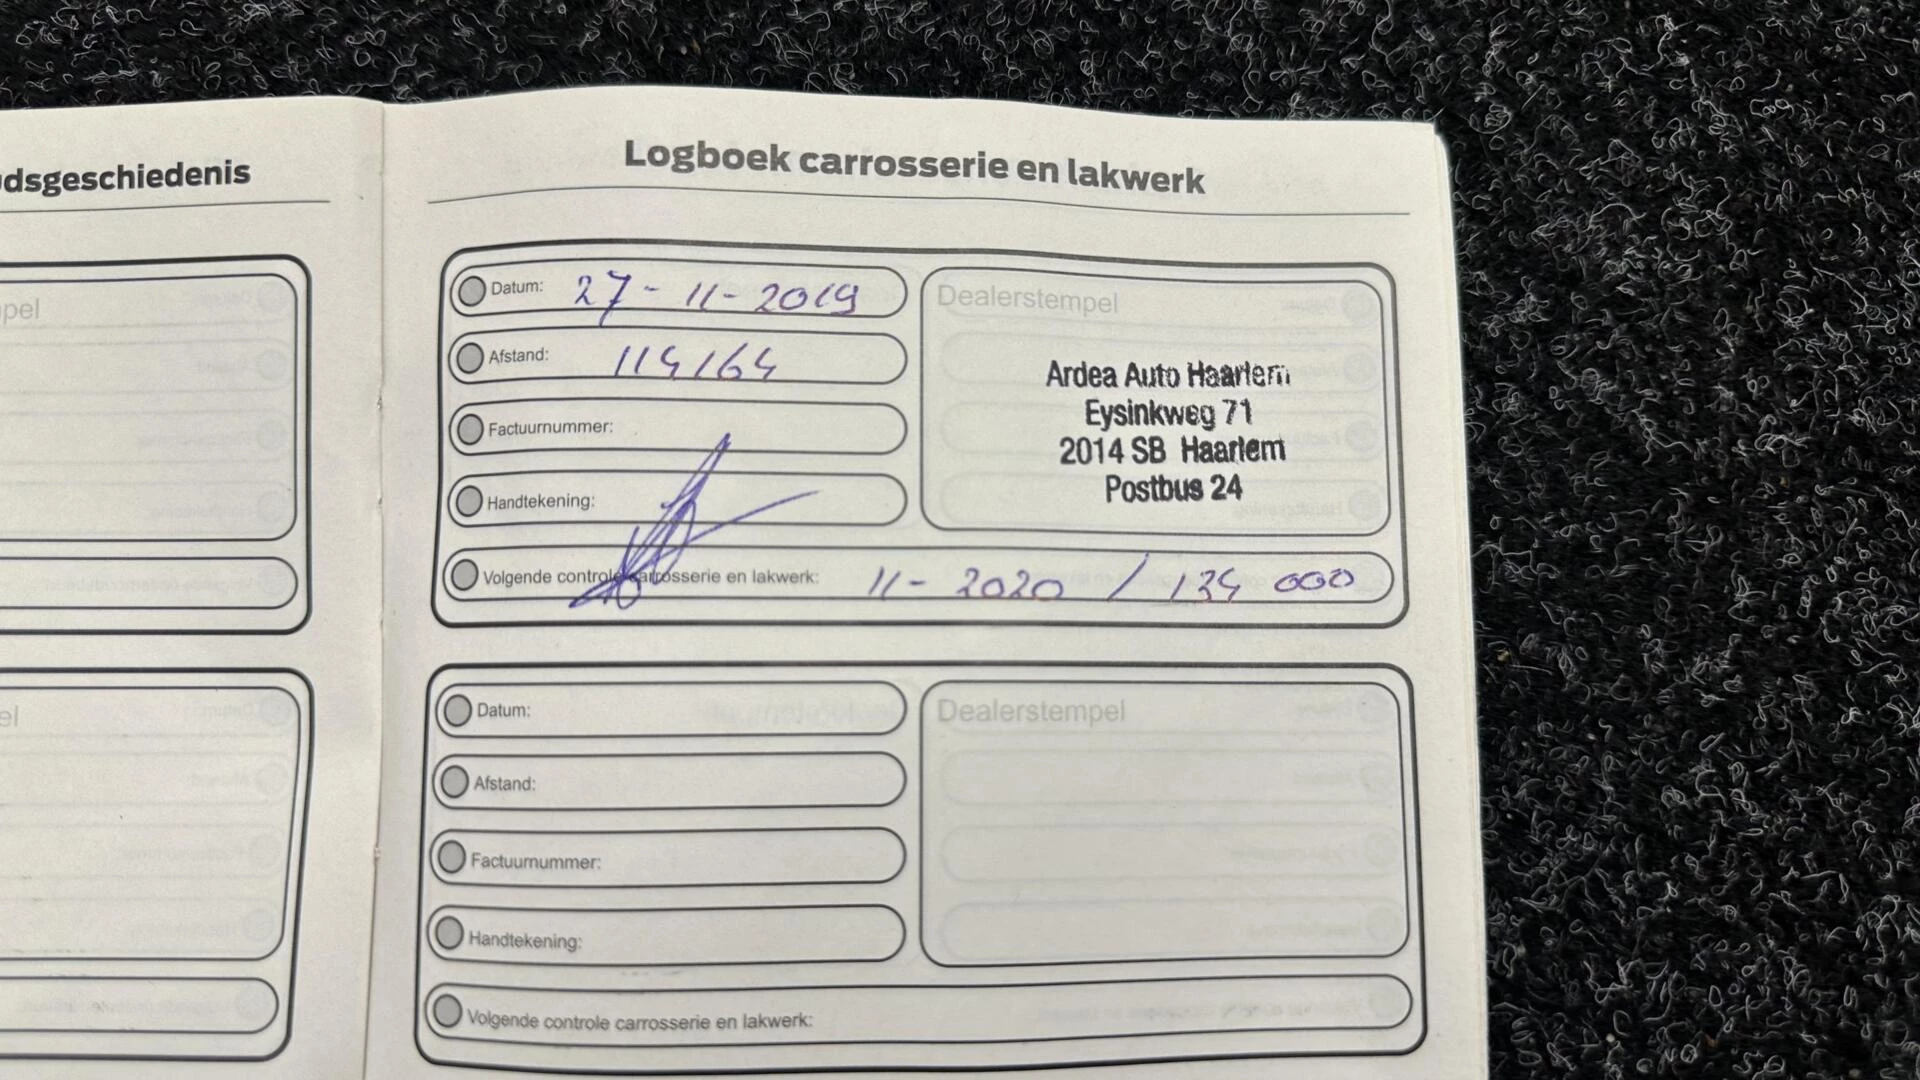 dsgeschiedenis
pel
el
Logboek carrosserie en lakwerk
Datum: 27-11-2019
Afstand: 114164
Factuurnummer:
Handtekening:
Dealerstempel
Ardea Auto Haarlem
Eysinkweg 71
2014 SB Haarlem
Postbus 24
Volgende controle carrosserie en lakwerk: 11-2020 / 134 000
Datum:
Afstand:
Factuurnummer:
Handtekening:
Dealerstempel
Volgende controle carrosserie en lakwerk: